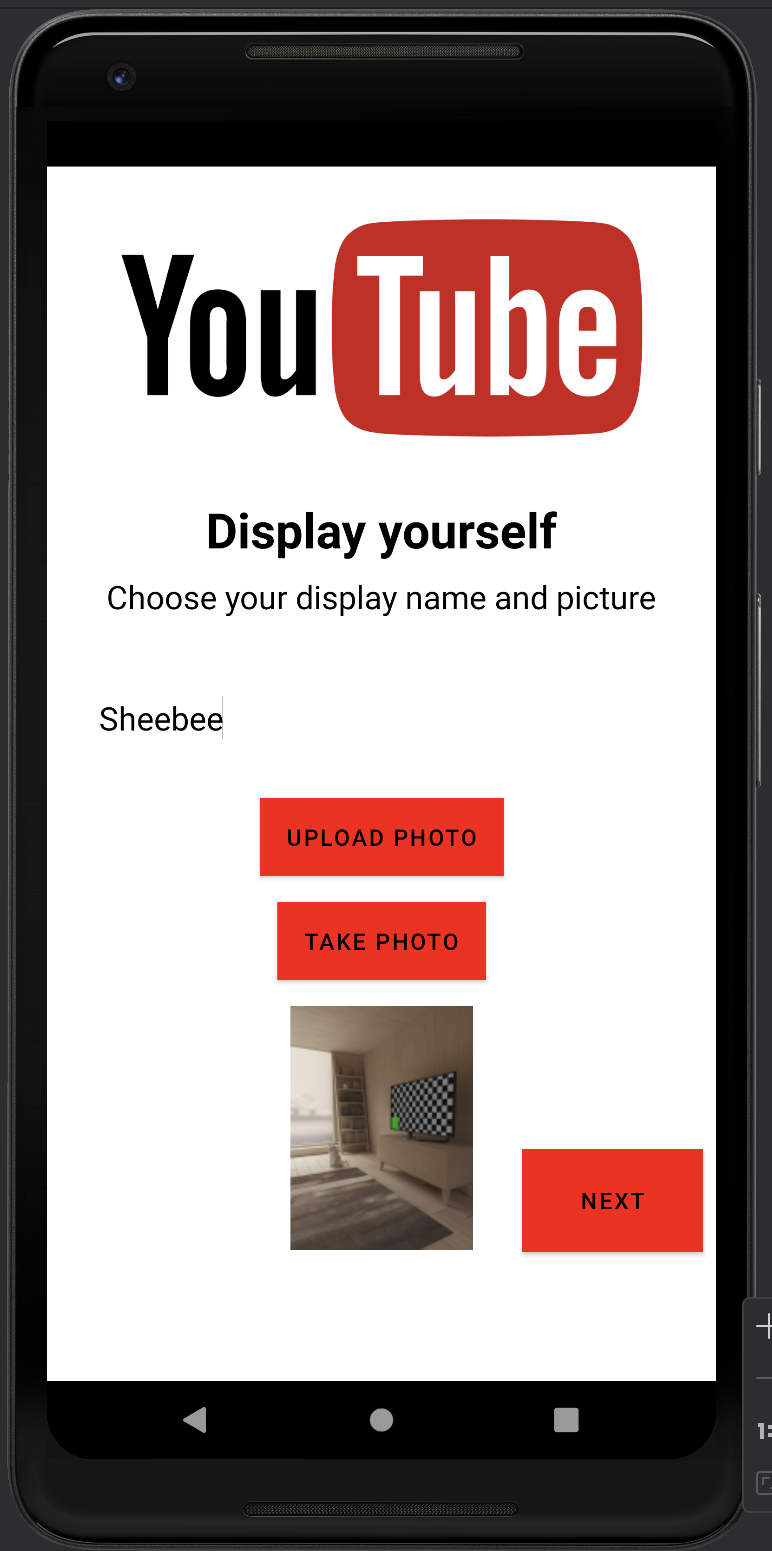 YouTube
Display yourself
Choose your display name and picture
Sheebee
UPLOAD PHOTO
TAKE PHOTO
NEXT